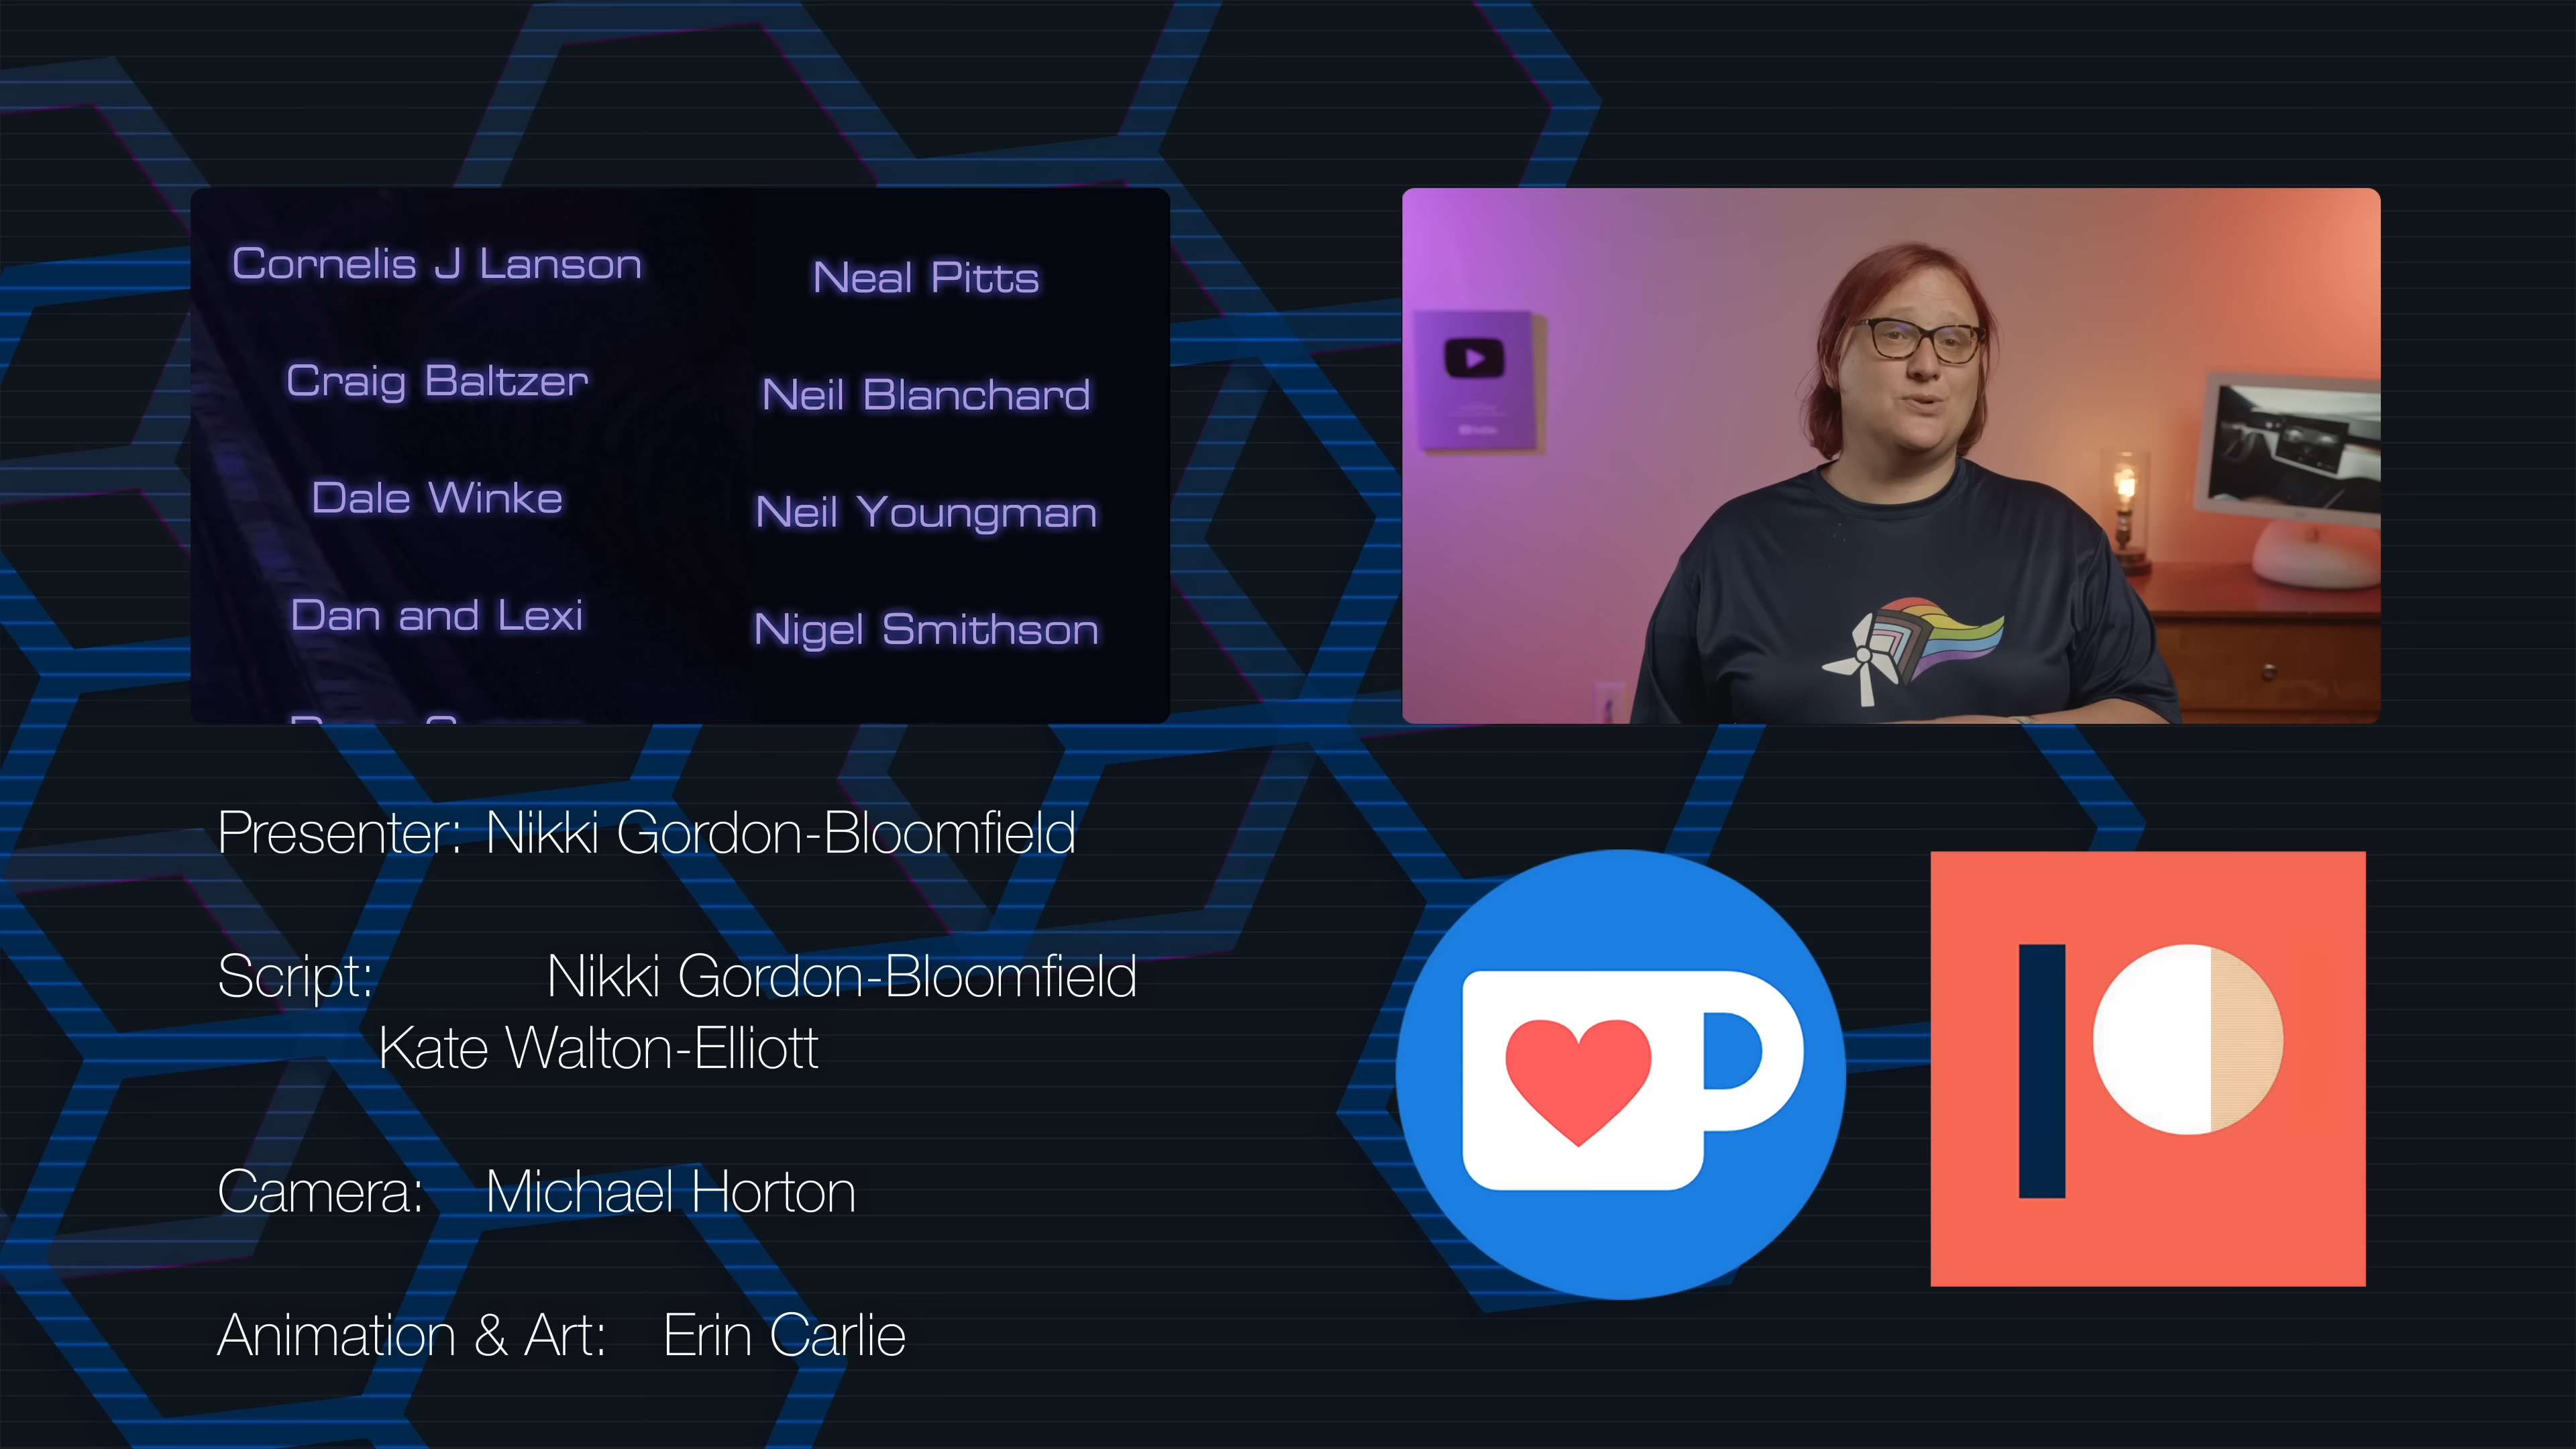 Cornelis J Lanson
Craig Baltzer
Dale Winke
Dan and Lexi
Neal Pitts
Neil Blanchard
Neil Youngman
Nigel Smithson
Presenter: Nikki Gordon-Bloomfield
Script: Nikki Gordon-Bloomfield
Kate Walton-Elliott
Camera: Michael Horton
Animation & Art: Erin Carlie